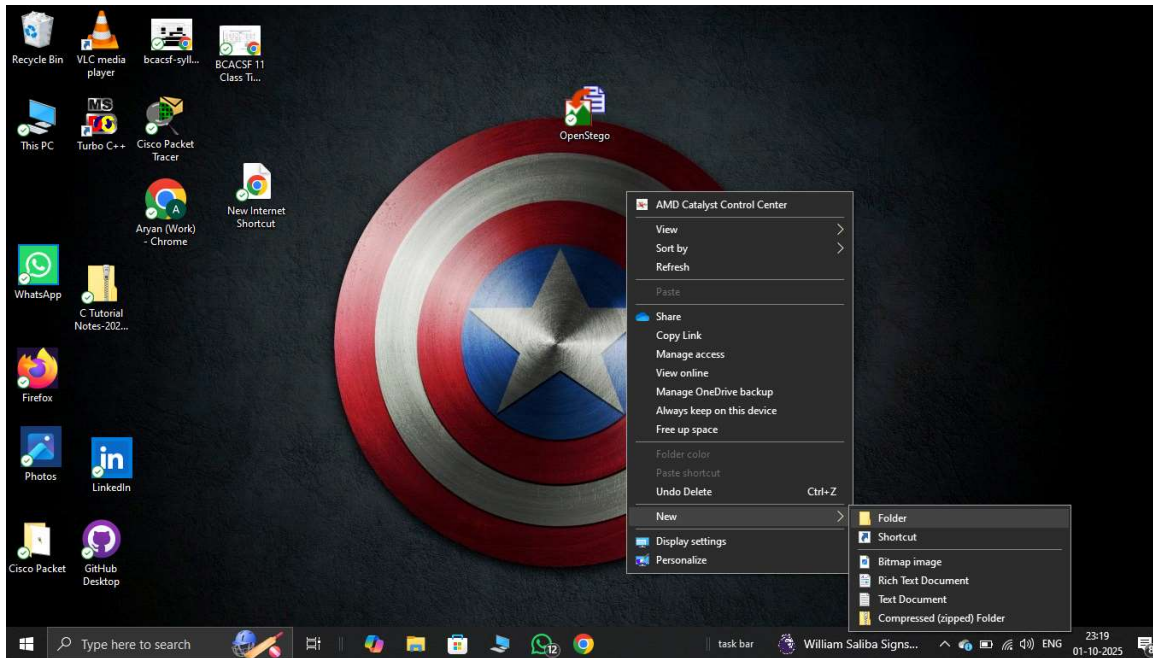 Recycle Bin
VLC media
player
bcacsf-syll...
BCACSF 11
Class Ti...
This PC
MS
Turbo C++
Cisco Packet
Tracer
OpenStego
A
Aryan (Work)
- Chrome
New Internet
Shortcut
WhatsApp
C Tutorial
Notes-202...
Firefox
Photos
in
LinkedIn
Cisco Packet
GitHub
Desktop
AMD Catalyst Control Center
View
Sort by
Refresh
Paste
Share
Copy Link
Manage access
View online
Manage OneDrive backup
Always keep on this device
Free up space
Folder color
Paste shortcut
Undo Delete Ctrl+Z
New
Display settings
Personalize
Folder
Shortcut
Bitmap image
Rich Text Document
Text Document
Compressed (zipped) Folder
Type here to search
12
task bar
William Saliba Signs...
ENG
23:19
01-10-2025
8